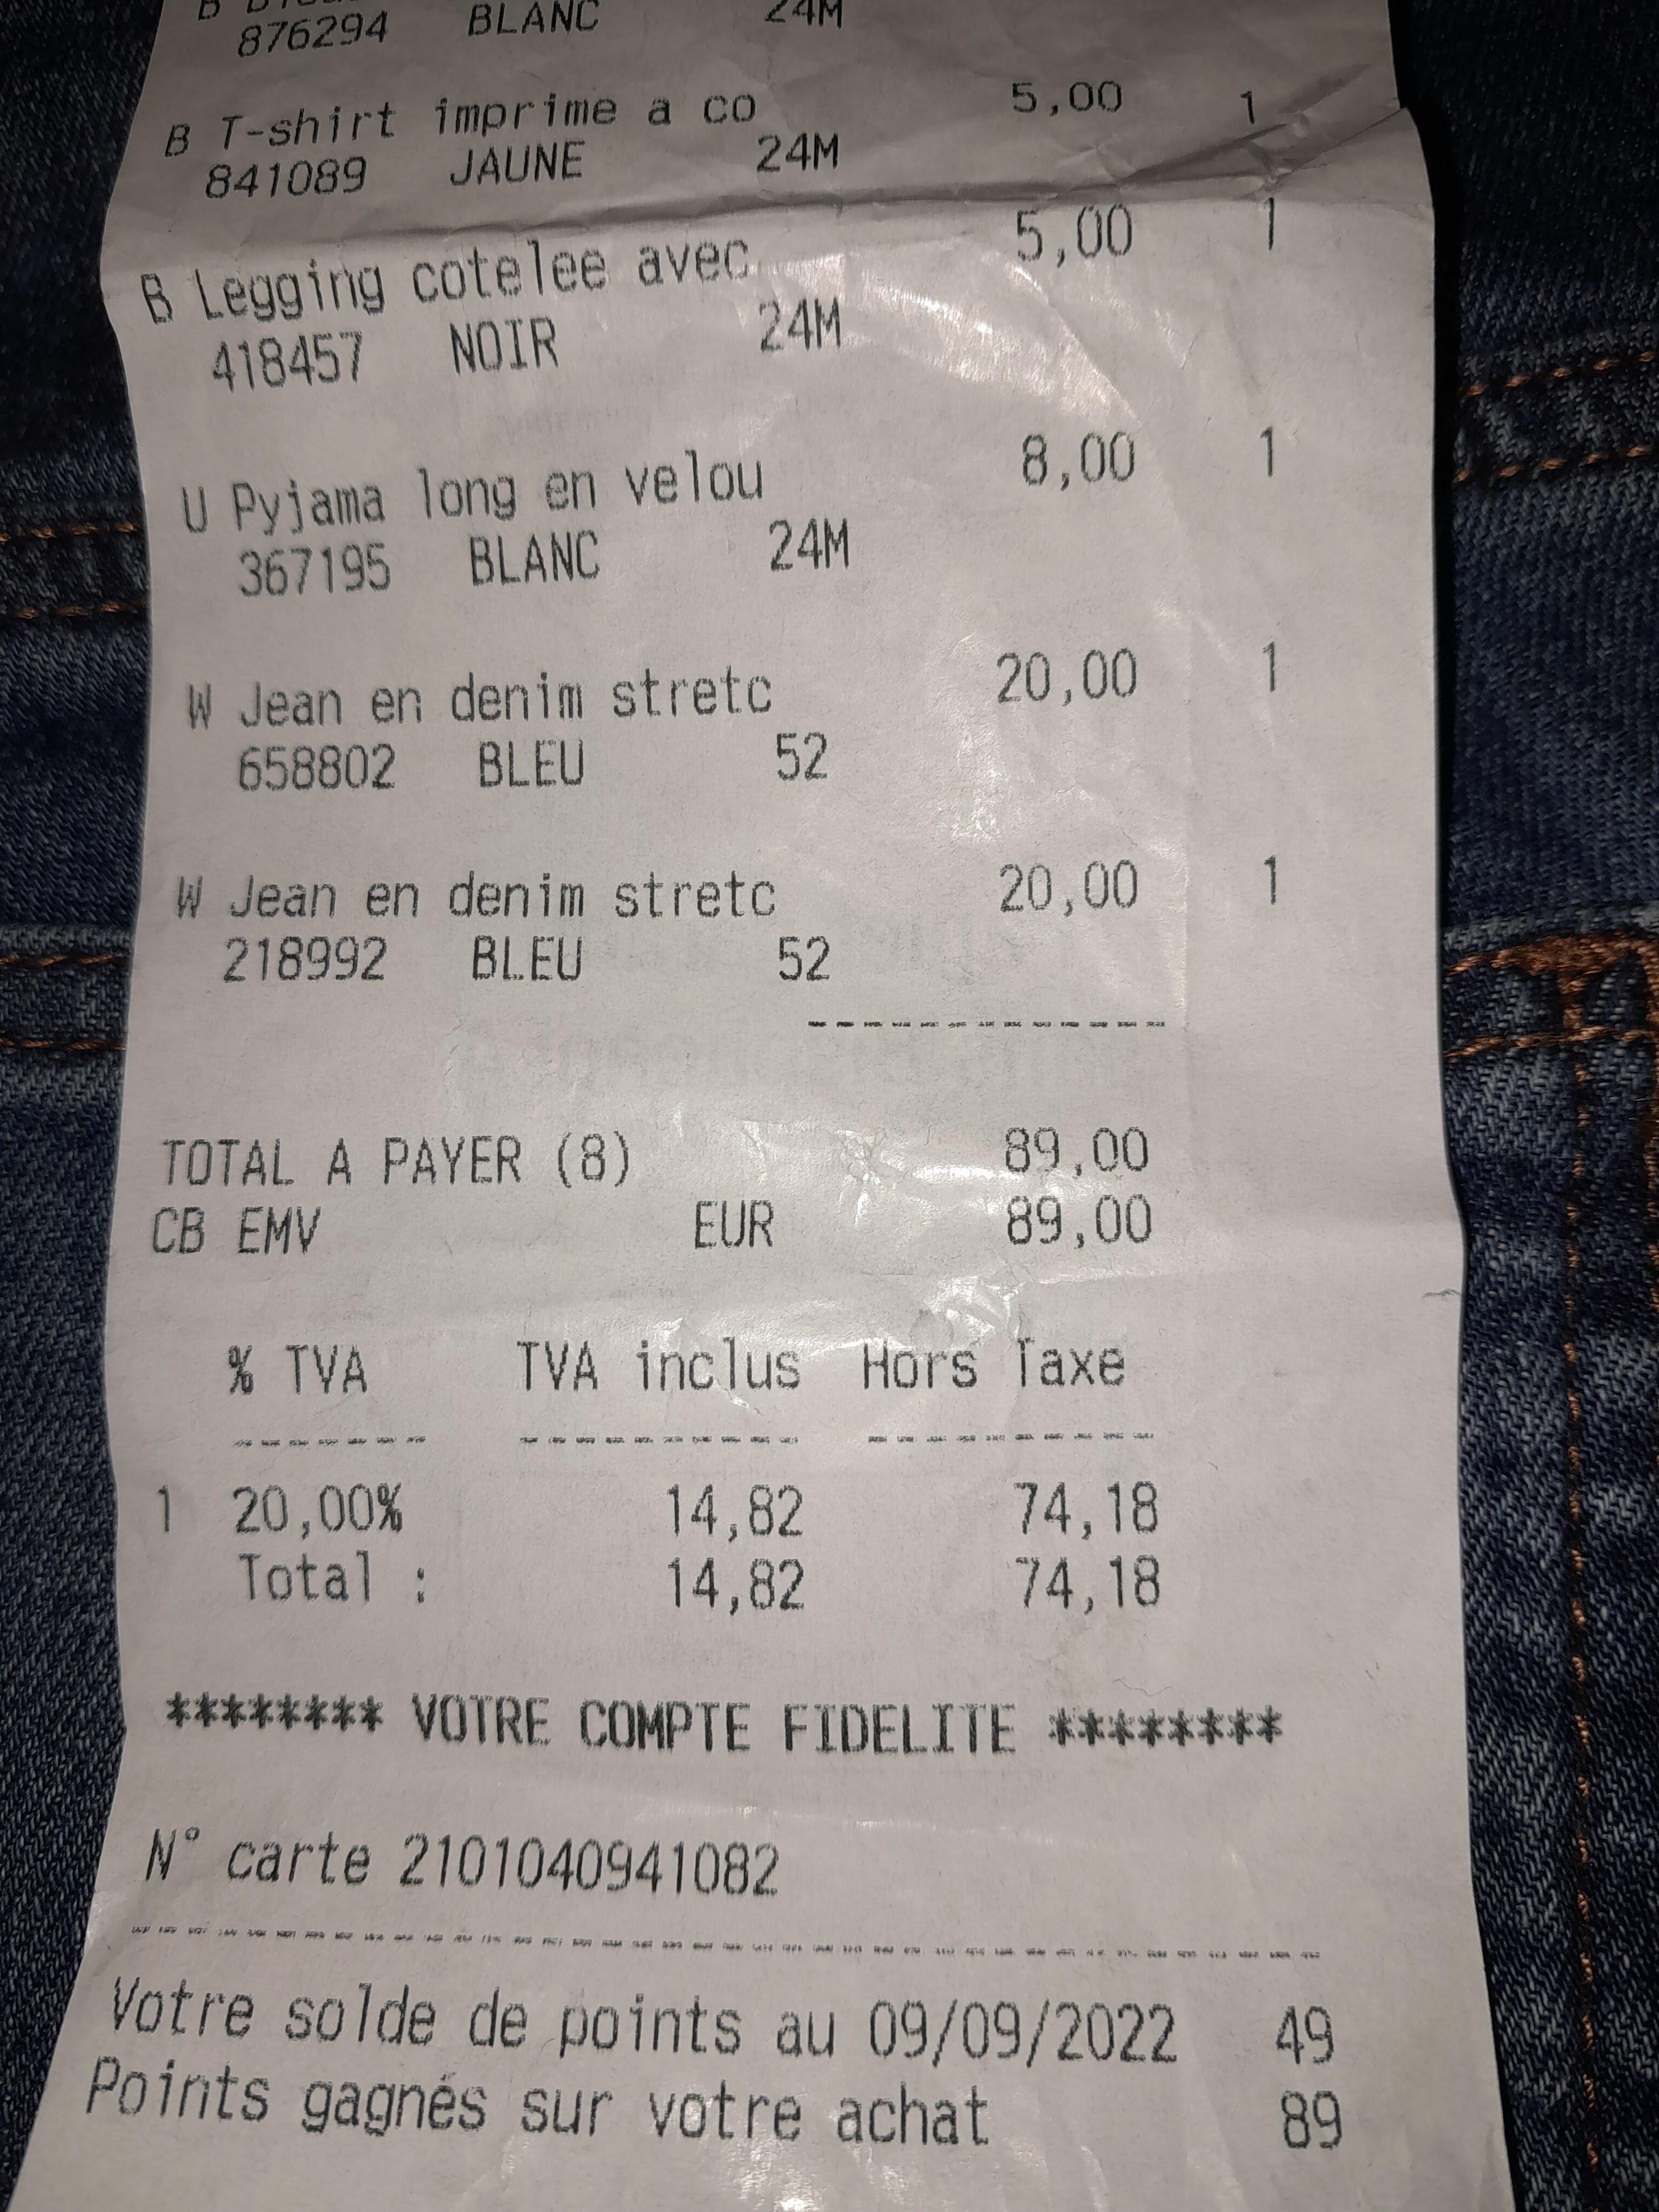 B
876294 BLANC 24M
B T-shirt imprime a co 5,00 1
841089 JAUNE 24M
B Legging cotelee avec 5,00 1
418457 NOIR 24M
U Pyjama long en velou 8,00 1
367195 BLANC 24M
W Jean en denim stretc 20,00 1
658802 BLEU 52
W Jean en denim stretc 20,00 1
218992 BLEU 52
-------------
TOTAL A PAYER (8) 89,00
CB EMV EUR 89,00
% TVA TVA inclus Hors Taxe
------- ---------- ----------
1 20,00% 14,82 74,18
Total : 14,82 74,18
******** VOTRE COMPTE FIDELITE ********
N° carte 2101040941082
-----------------------------------------
Votre solde de points au 09/09/2022 49
Points gagnés sur votre achat 89